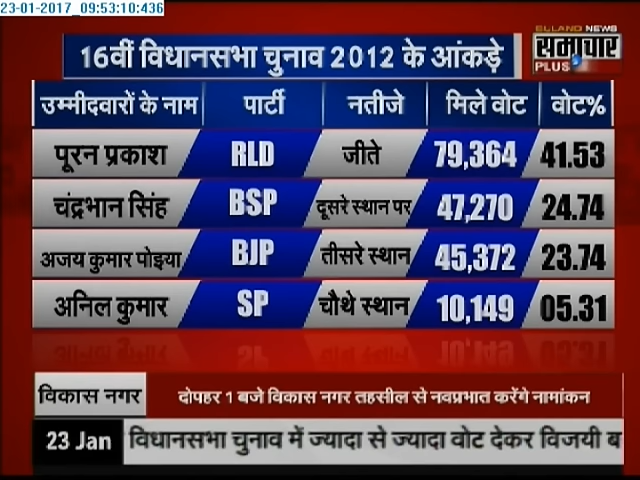 23-01-2017_09:53:10:436
ELLAND NEWS
समाचार
PLUS
16वीं विधानसभा चुनाव 2012 के आंकड़े
उम्मीदवारों के नाम पार्टी नतीजे मिले वोट वोट%
पूरन प्रकाश RLD जीते 79,364 41.53
चंद्रभान सिंह BSP दूसरे स्थान पर 47,270 24.74
अजय कुमार पोइया BJP तीसरे स्थान 45,372 23.74
अनिल कुमार SP चौथे स्थान 10,149 05.31
विकास नगर दोपहर 1 बजे विकास नगर तहसील से नवप्रभात करेंगे नामांकन
23 Jan विधानसभा चुनाव में ज्यादा से ज्यादा वोट देकर विजयी ब